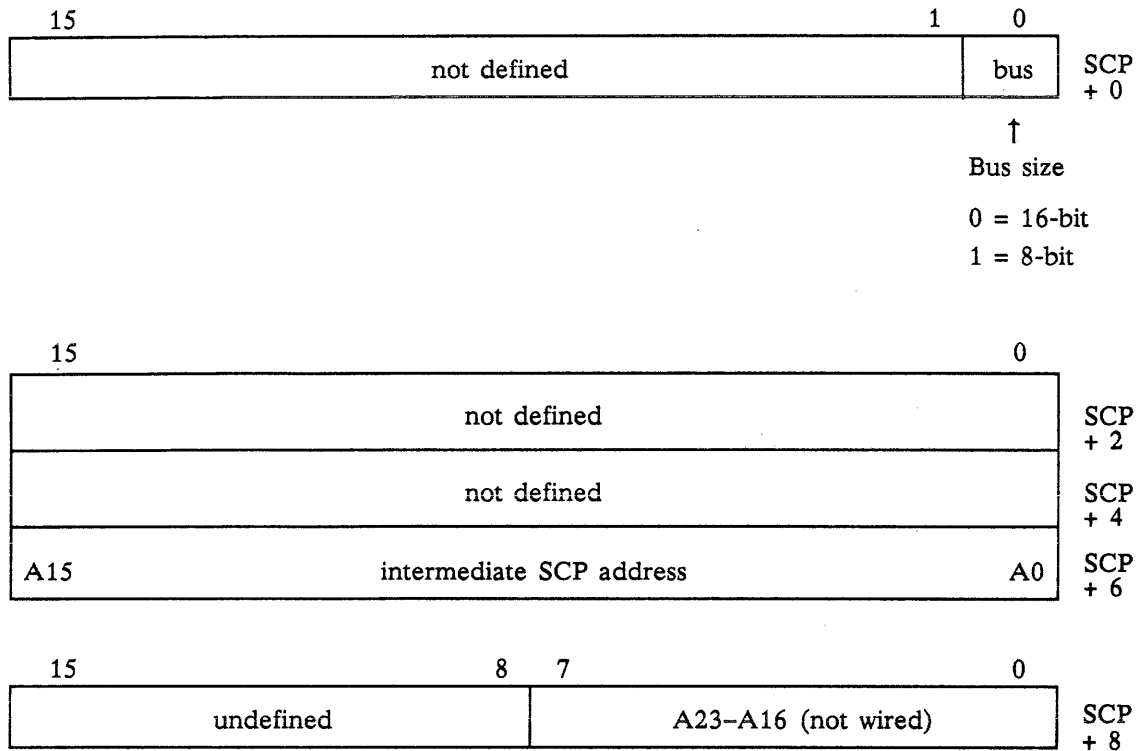 15 1 0
not defined bus SCP + 0
↑
Bus size
0 = 16-bit
1 = 8-bit
15 0
not defined SCP + 2
not defined SCP + 4
A15 intermediate SCP address A0 SCP + 6
15 8 7 0
undefined A23–A16 (not wired) SCP + 8